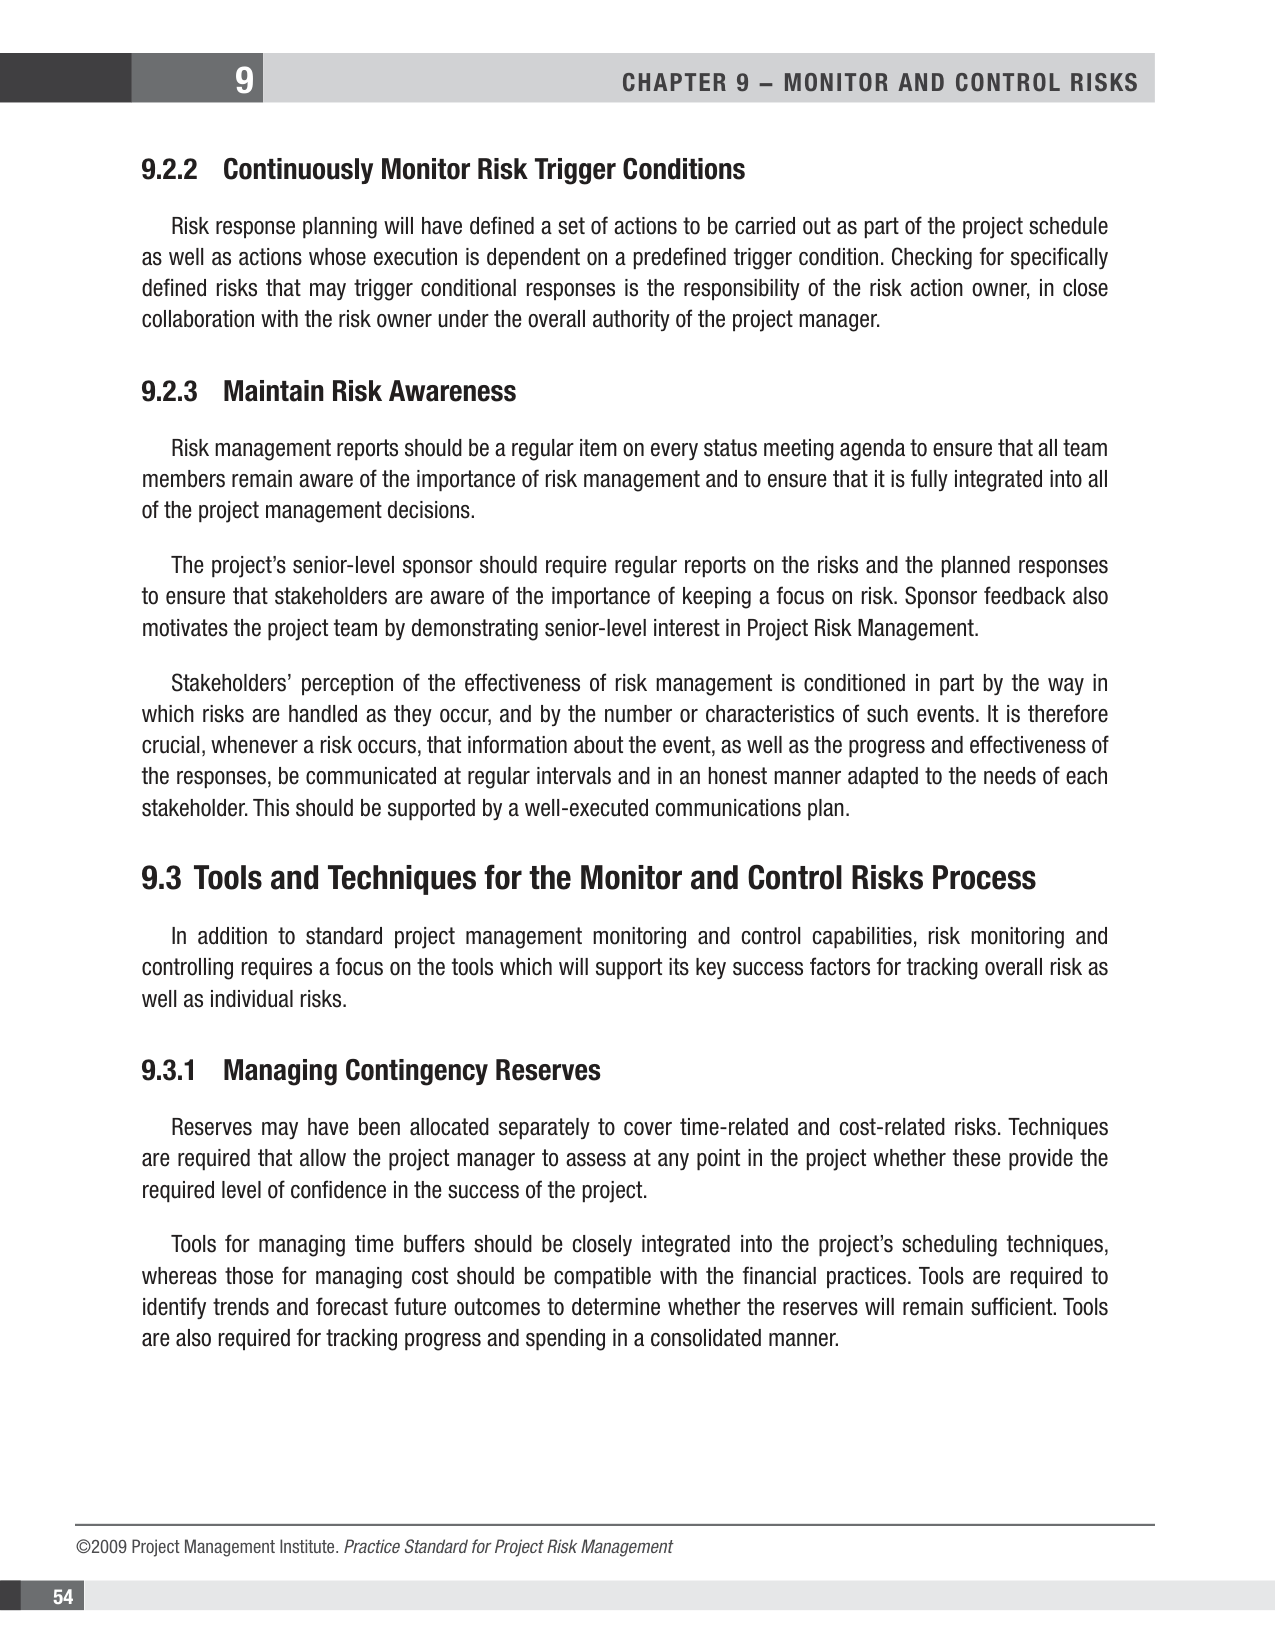 9
CHAPTER 9 – MONITOR AND CONTROL RISKS
9.2.2 Continuously Monitor Risk Trigger Conditions
Risk response planning will have defined a set of actions to be carried out as part of the project schedule
as well as actions whose execution is dependent on a predefined trigger condition. Checking for specifically
defined risks that may trigger conditional responses is the responsibility of the risk action owner, in close
collaboration with the risk owner under the overall authority of the project manager.
9.2.3 Maintain Risk Awareness
Risk management reports should be a regular item on every status meeting agenda to ensure that all team
members remain aware of the importance of risk management and to ensure that it is fully integrated into all
of the project management decisions.
The project’s senior-level sponsor should require regular reports on the risks and the planned responses
to ensure that stakeholders are aware of the importance of keeping a focus on risk. Sponsor feedback also
motivates the project team by demonstrating senior-level interest in Project Risk Management.
Stakeholders’ perception of the effectiveness of risk management is conditioned in part by the way in
which risks are handled as they occur, and by the number or characteristics of such events. It is therefore
crucial, whenever a risk occurs, that information about the event, as well as the progress and effectiveness of
the responses, be communicated at regular intervals and in an honest manner adapted to the needs of each
stakeholder. This should be supported by a well-executed communications plan.
9.3 Tools and Techniques for the Monitor and Control Risks Process
In addition to standard project management monitoring and control capabilities, risk monitoring and
controlling requires a focus on the tools which will support its key success factors for tracking overall risk as
well as individual risks.
9.3.1 Managing Contingency Reserves
Reserves may have been allocated separately to cover time-related and cost-related risks. Techniques
are required that allow the project manager to assess at any point in the project whether these provide the
required level of confidence in the success of the project.
Tools for managing time buffers should be closely integrated into the project’s scheduling techniques,
whereas those for managing cost should be compatible with the financial practices. Tools are required to
identify trends and forecast future outcomes to determine whether the reserves will remain sufficient. Tools
are also required for tracking progress and spending in a consolidated manner.
©2009 Project Management Institute. Practice Standard for Project Risk Management
54